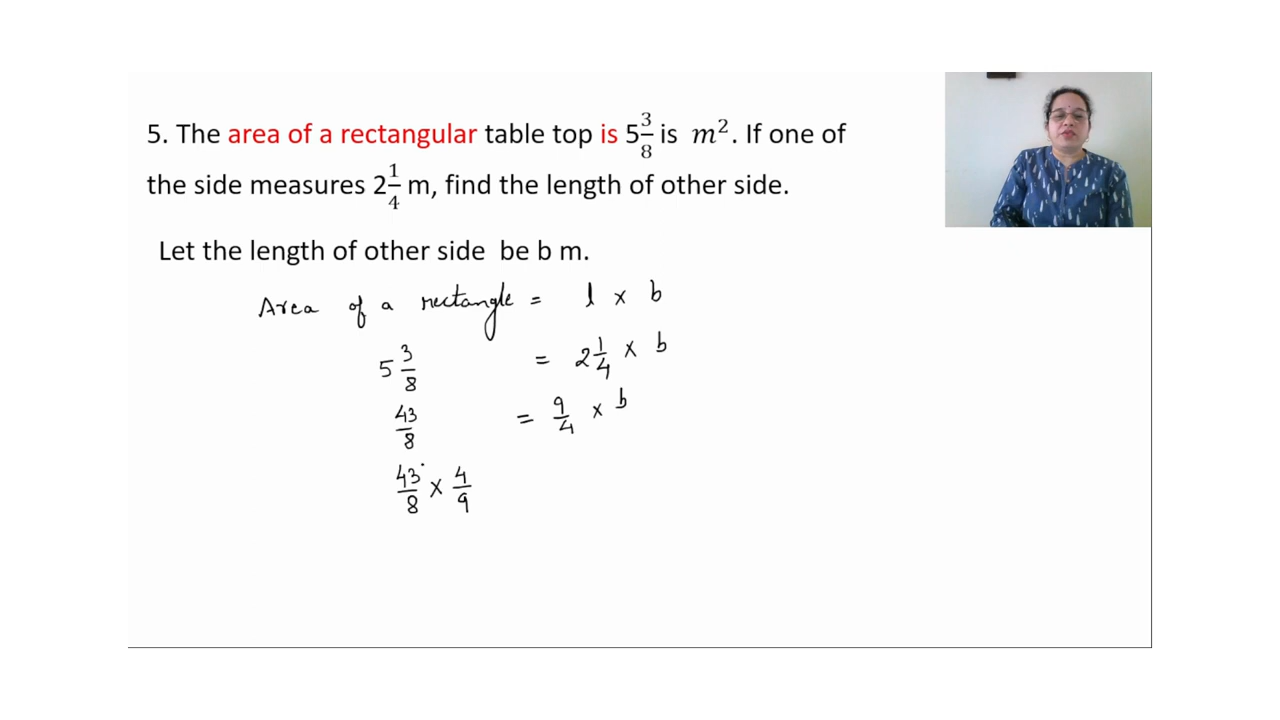 5. The area of a rectangular table top is 5 3/8 is m². If one of
the side measures 2 1/4 m, find the length of other side.
Let the length of other side be b m.
Area of a rectangle = l × b
5 3/8 = 2 1/4 × b
43/8 = 9/4 × b
43/8 × 4/9